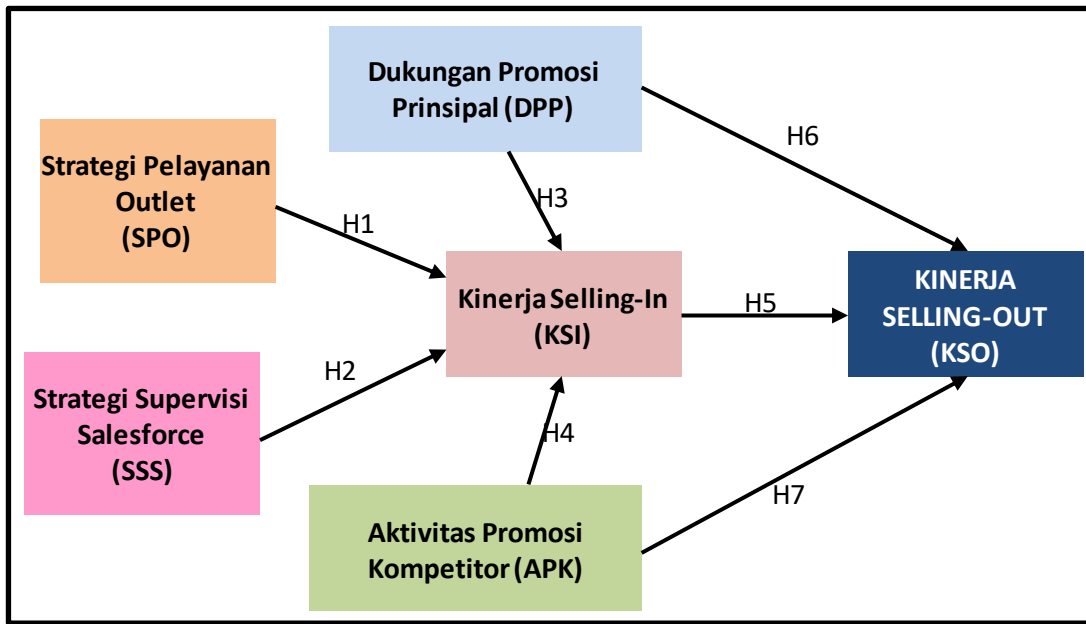 Dukungan Promosi
Prinsipal (DPP)
H6
Strategi Pelayanan
Outlet
(SPO)
H3
H1
Kinerja Selling-In
(KSI)
H5
KINERJA
SELLING-OUT
(KSO)
H2
Strategi Supervisi
Salesforce
(SSS)
H4
H7
Aktivitas Promosi
Kompetitor (APK)